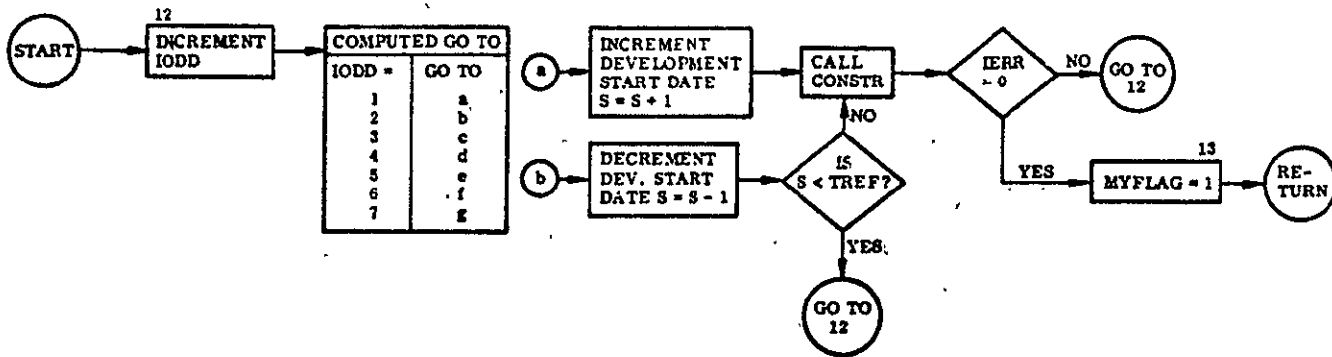 START
12
INCREMENT
IODD
COMPUTED GO TO
IODD = GO TO
1 a
2 b
3 c
4 d
5 e
6 f
7 g
a
INCREMENT
DEVELOPMENT
START DATE
S = S + 1
CALL
CONSTR
IERR
= 0
NO
GO TO
12
YES
13
MYFLAG = 1
RE-
TURN
b
DECREMENT
DEV. START
DATE S = S - 1
NO
IS
S < TREF?
YES
GO TO
12